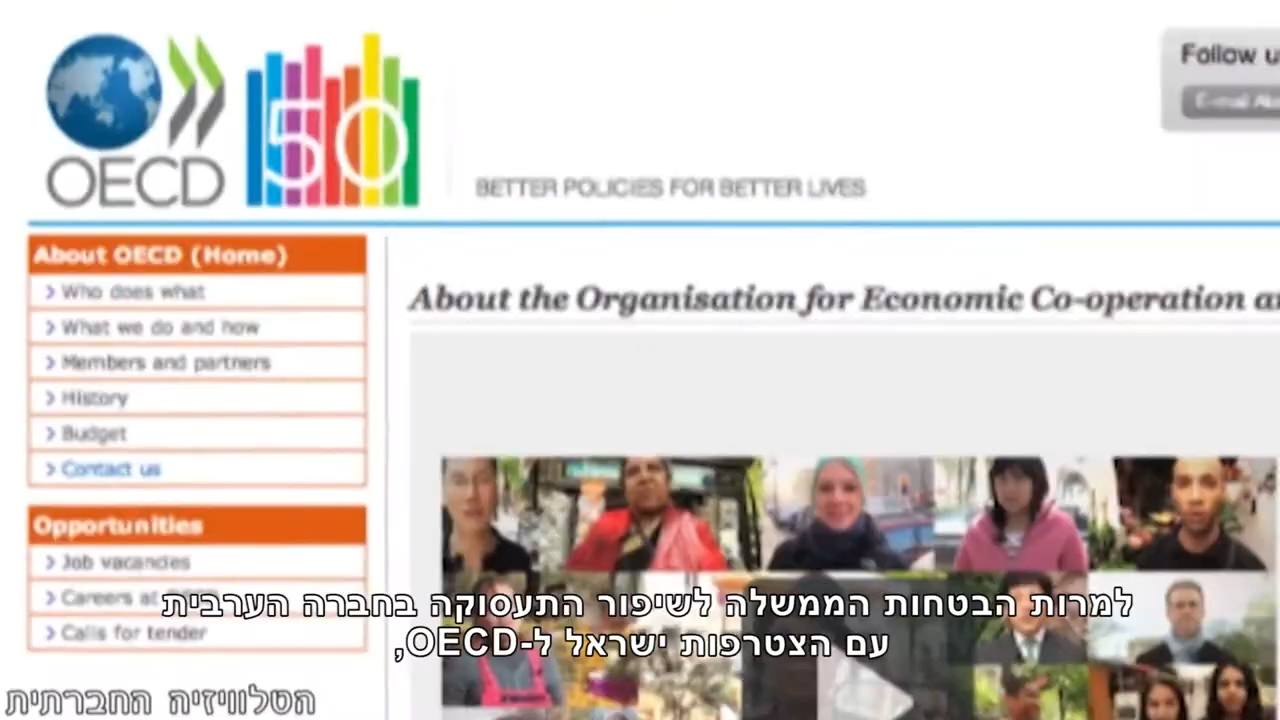 OECD
50
BETTER POLICIES FOR BETTER LIVES
Follow
About OECD (Home)
Who does what
What we do and how
Members and partners
History
Budget
Contact us
Opportunities
Job vacancies
Careers at
Calls for tender
About the Organisation for Economic Co-operation
למרות הבטחות הממשלה לשיפור התעסוקה בחברה הערבית
עם הצטרפות ישראל ל-OECD,
הטלוויזיה החברתית